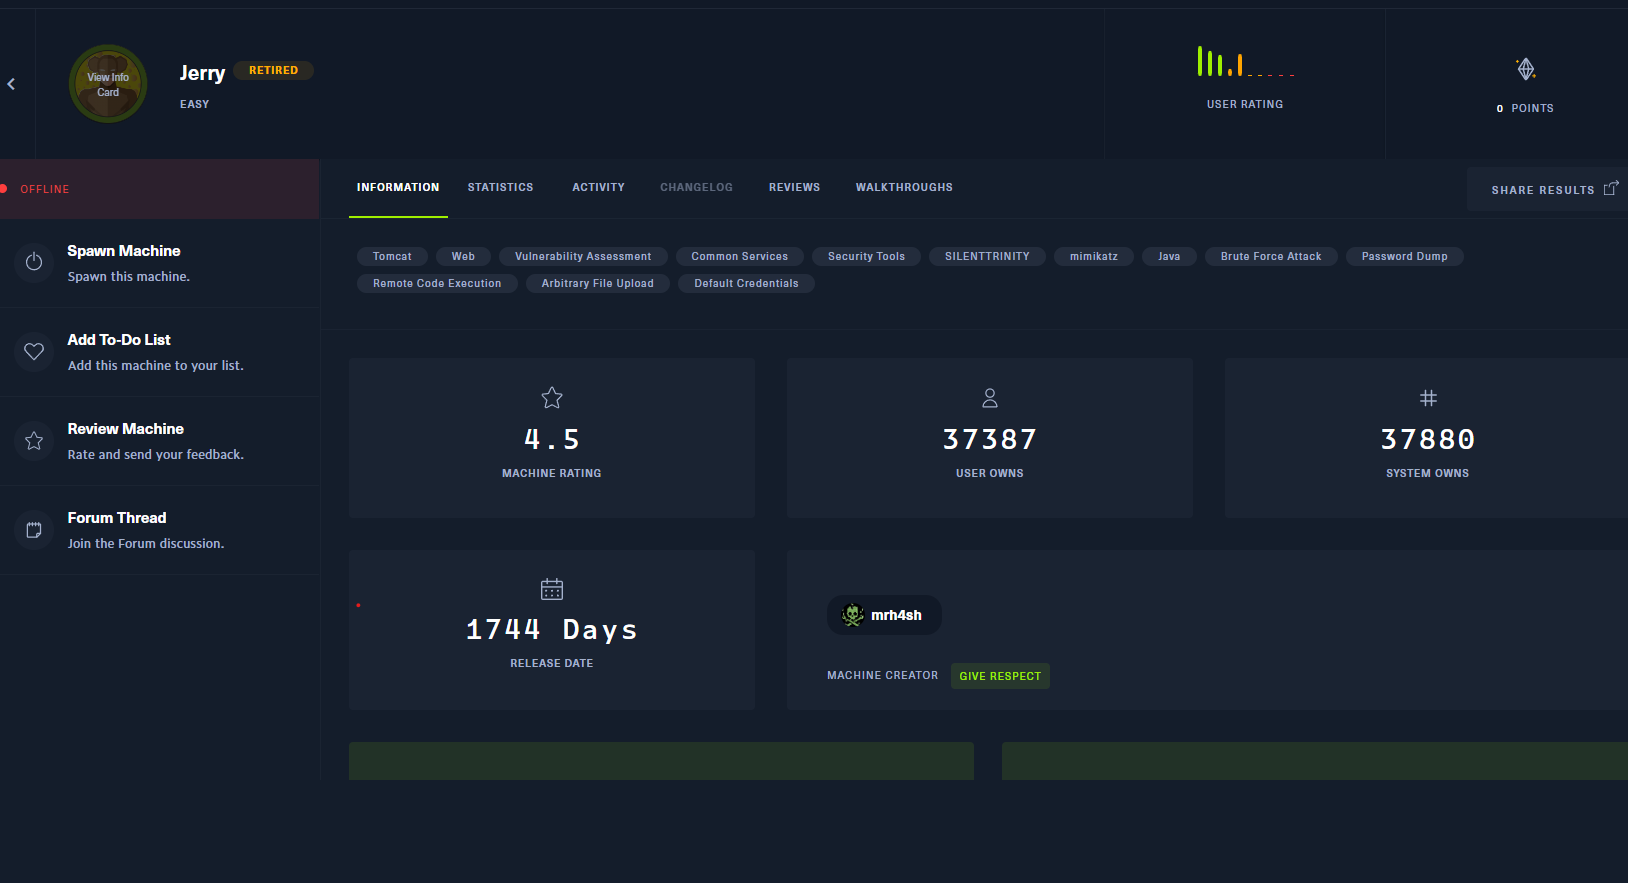 View Info
Card
Jerry RETIRED
EASY
USER RATING
0 POINTS
OFFLINE
INFORMATION STATISTICS ACTIVITY CHANGELOG REVIEWS WALKTHROUGHS
SHARE RESULTS
Spawn Machine
Spawn this machine.
Add To-Do List
Add this machine to your list.
Review Machine
Rate and send your feedback.
Forum Thread
Join the Forum discussion.
Tomcat Web Vulnerability Assessment Common Services Security Tools SILENTTRINITY mimikatz Java Brute Force Attack Password Dump
Remote Code Execution Arbitrary File Upload Default Credentials
4.5
MACHINE RATING
37387
USER OWNS
37880
SYSTEM OWNS
1744 Days
RELEASE DATE
mrh4sh
MACHINE CREATOR GIVE RESPECT